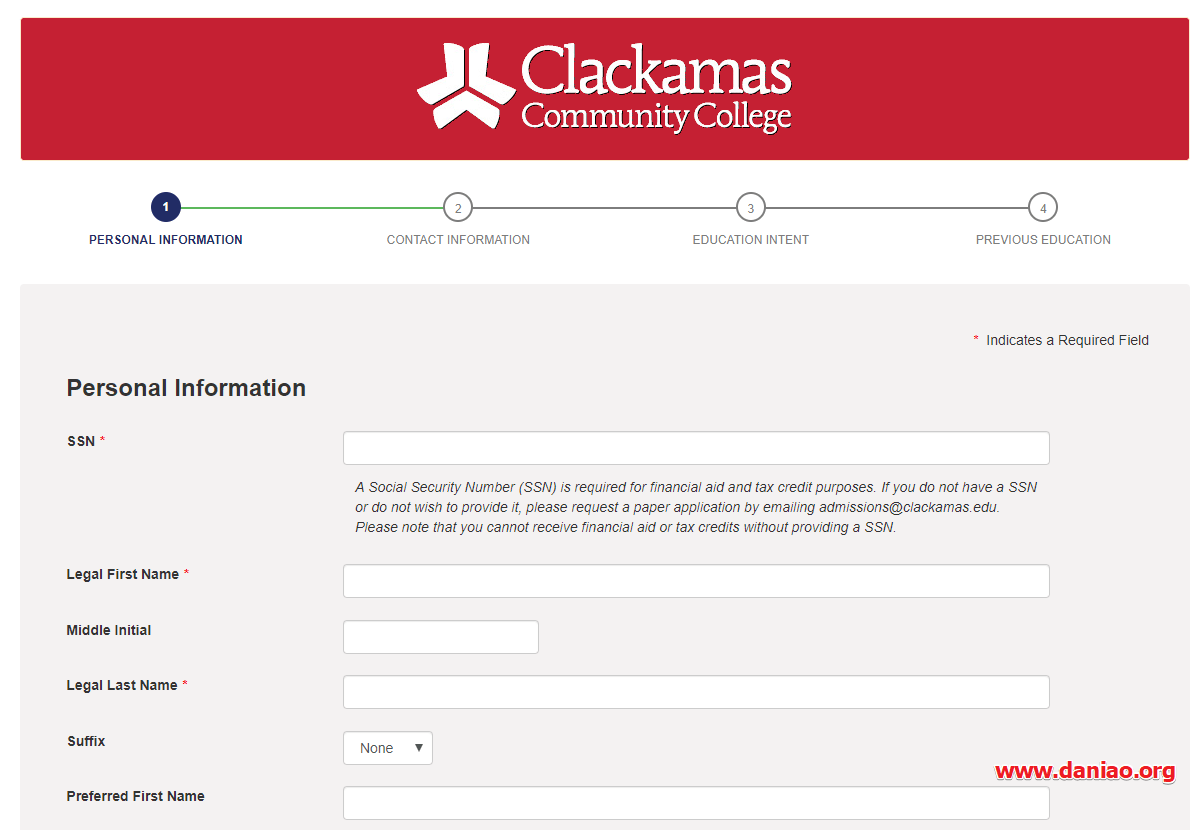 Clackamas
Community College
1
2
3
4
PERSONAL INFORMATION
CONTACT INFORMATION
EDUCATION INTENT
PREVIOUS EDUCATION
* Indicates a Required Field
Personal Information
SSN *
A Social Security Number (SSN) is required for financial aid and tax credit purposes. If you do not have a SSN
or do not wish to provide it, please request a paper application by emailing admissions@clackamas.edu.
Please note that you cannot receive financial aid or tax credits without providing a SSN.
Legal First Name *
Middle Initial
Legal Last Name *
Suffix
None
www.daniao.org
Preferred First Name